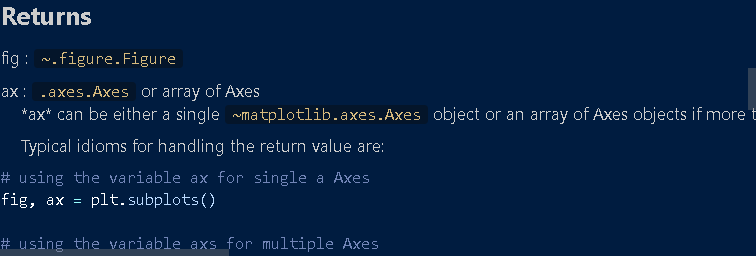 Returns
fig : ~.figure.Figure
ax : .axes.Axes or array of Axes
*ax* can be either a single ~matplotlib.axes.Axes object or an array of Axes objects if more
Typical idioms for handling the return value are:
# using the variable ax for single a Axes
fig, ax = plt.subplots()
# using the variable axs for multiple Axes